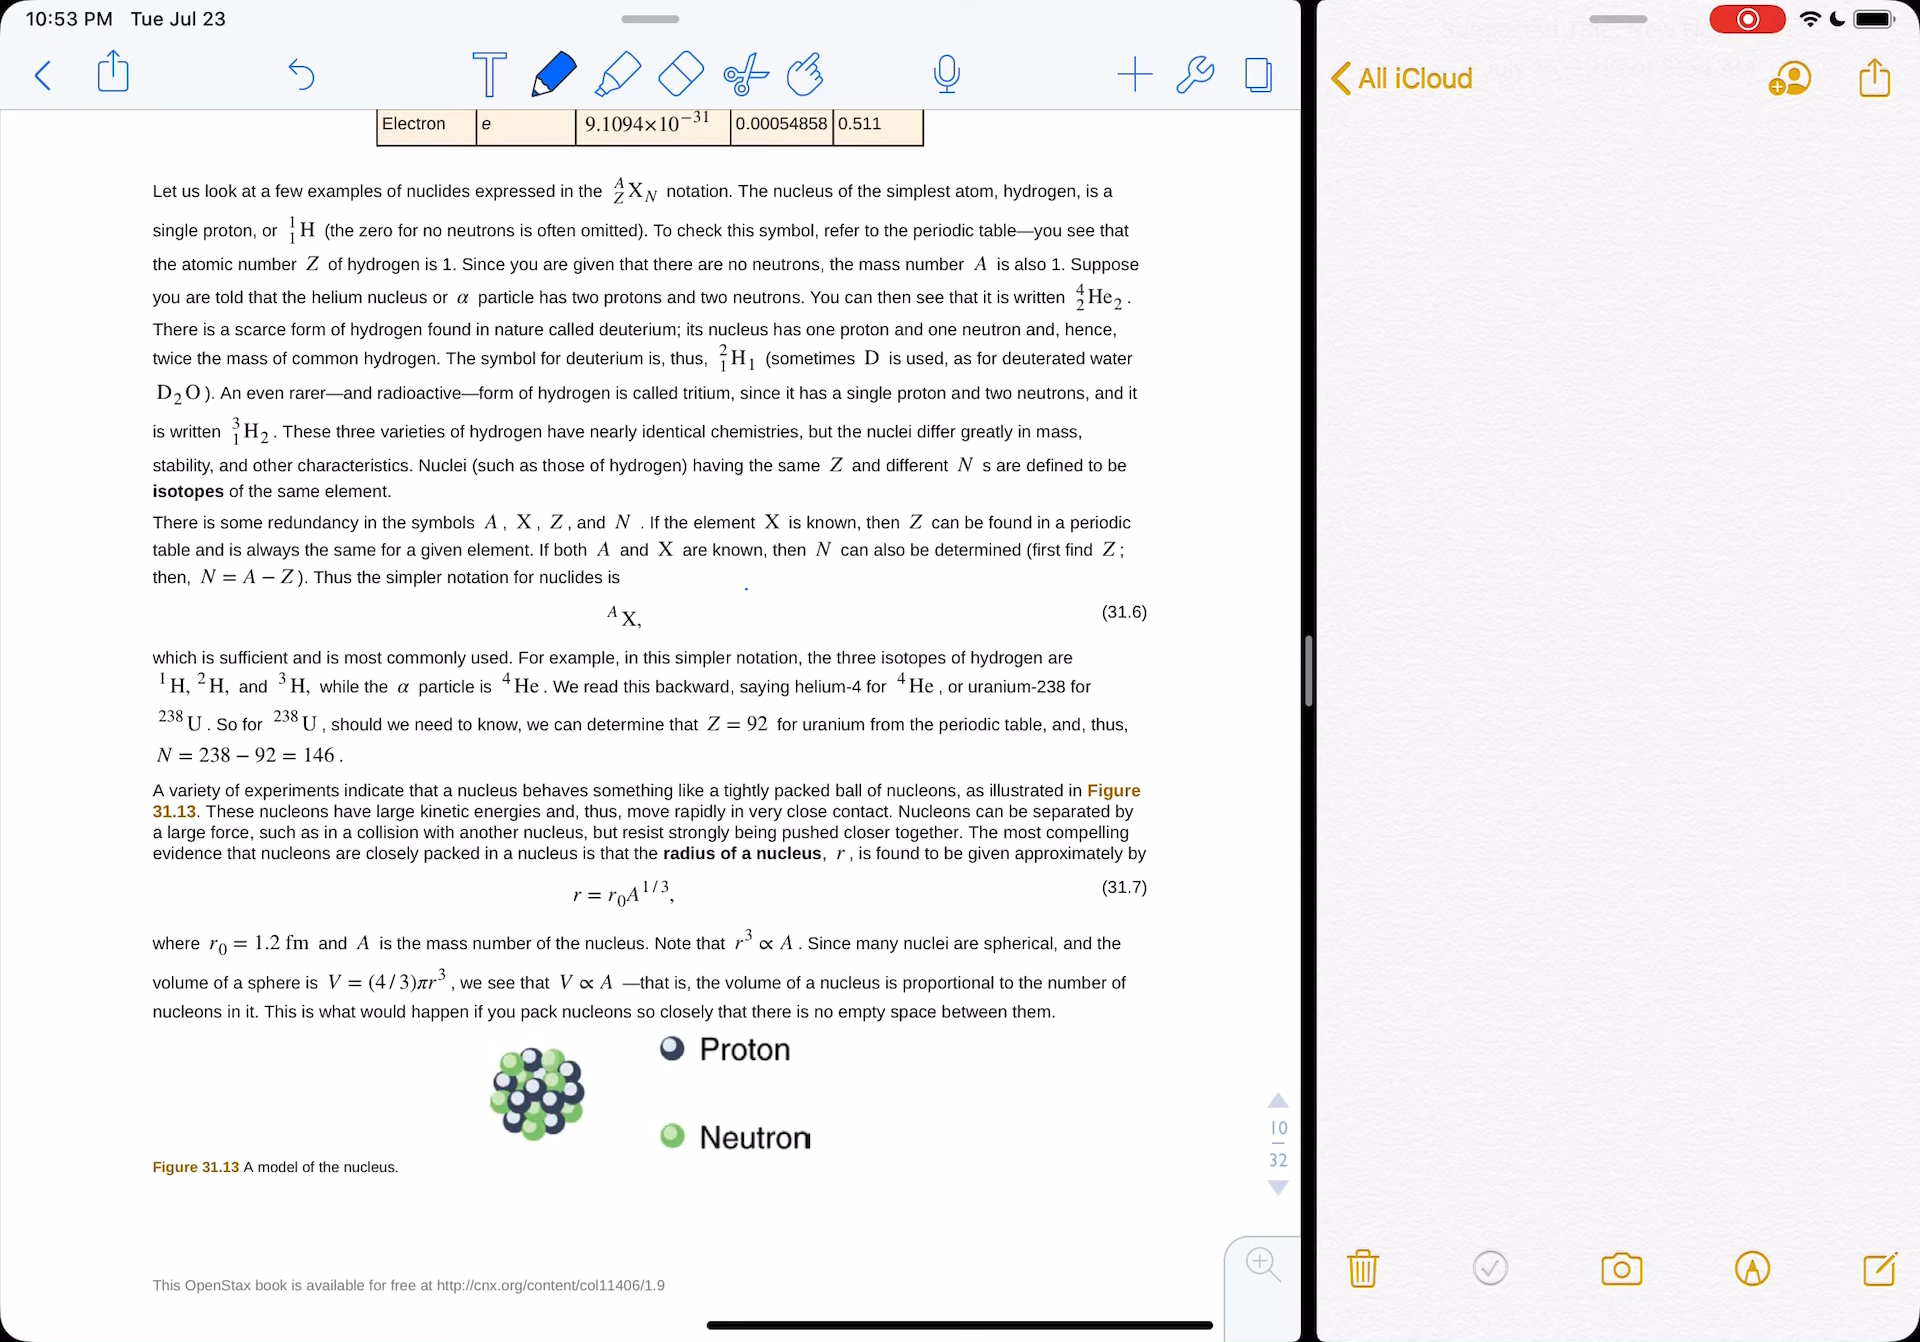 10:53 PM Tue Jul 23
All iCloud
Electron e 9.1094×10⁻³¹ 0.00054858 0.511
Let us look at a few examples of nuclides expressed in the ᴬ_Z X_N notation. The nucleus of the simplest atom, hydrogen, is a
single proton, or ¹₁H (the zero for no neutrons is often omitted). To check this symbol, refer to the periodic table—you see that
the atomic number Z of hydrogen is 1. Since you are given that there are no neutrons, the mass number A is also 1. Suppose
you are told that the helium nucleus or α particle has two protons and two neutrons. You can then see that it is written ⁴₂He₂.
There is a scarce form of hydrogen found in nature called deuterium; its nucleus has one proton and one neutron and, hence,
twice the mass of common hydrogen. The symbol for deuterium is, thus, ²₁H₁ (sometimes D is used, as for deuterated water
D₂O). An even rarer—and radioactive—form of hydrogen is called tritium, since it has a single proton and two neutrons, and it
is written ³₁H₂. These three varieties of hydrogen have nearly identical chemistries, but the nuclei differ greatly in mass,
stability, and other characteristics. Nuclei (such as those of hydrogen) having the same Z and different N s are defined to be
isotopes of the same element.
There is some redundancy in the symbols A, X, Z, and N. If the element X is known, then Z can be found in a periodic
table and is always the same for a given element. If both A and X are known, then N can also be determined (first find Z;
then, N = A − Z). Thus the simpler notation for nuclides is
ᴬX, (31.6)
which is sufficient and is most commonly used. For example, in this simpler notation, the three isotopes of hydrogen are
¹H, ²H, and ³H, while the α particle is ⁴He. We read this backward, saying helium-4 for ⁴He, or uranium-238 for
²³⁸U. So for ²³⁸U, should we need to know, we can determine that Z = 92 for uranium from the periodic table, and, thus,
N = 238 − 92 = 146.
A variety of experiments indicate that a nucleus behaves something like a tightly packed ball of nucleons, as illustrated in Figure
31.13. These nucleons have large kinetic energies and, thus, move rapidly in very close contact. Nucleons can be separated by
a large force, such as in a collision with another nucleus, but resist strongly being pushed closer together. The most compelling
evidence that nucleons are closely packed in a nucleus is that the radius of a nucleus, r, is found to be given approximately by
r = r₀A^{1/3}, (31.7)
where r₀ = 1.2 fm and A is the mass number of the nucleus. Note that r³ ∝ A. Since many nuclei are spherical, and the
volume of a sphere is V = (4/3)πr³, we see that V ∝ A —that is, the volume of a nucleus is proportional to the number of
nucleons in it. This is what would happen if you pack nucleons so closely that there is no empty space between them.
Proton
Neutron
Figure 31.13 A model of the nucleus.
10
32
This OpenStax book is available for free at http://cnx.org/content/col11406/1.9